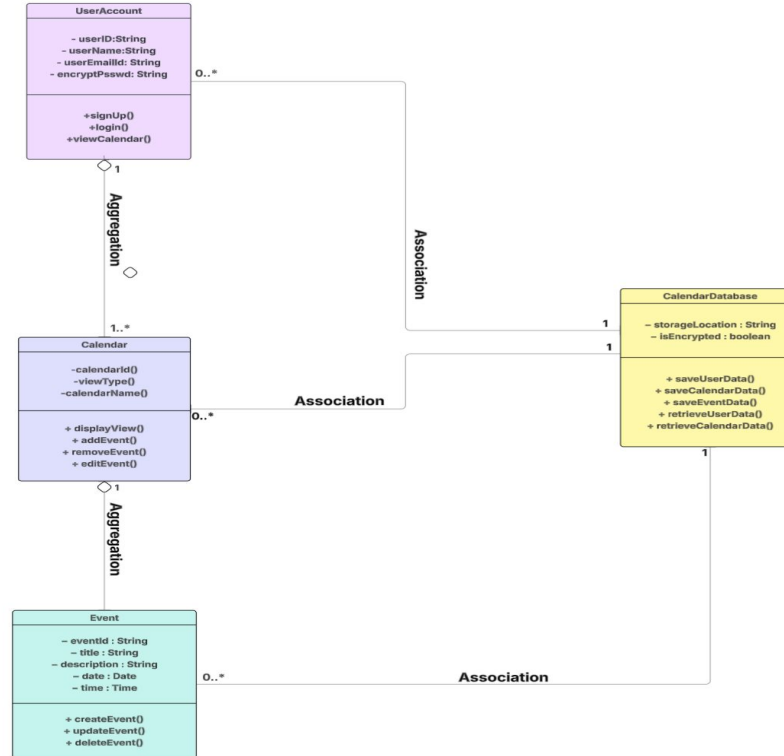 UserAccount
- userID:String
- userName:String
- userEmailId: String
- encryptPsswd: String
+signUp()
+login()
+viewCalendar()
0..*
1
Aggregation
Association
1..*
Calendar
-calendarId()
-viewType()
-calendarName()
+ displayView()
+ addEvent()
+ removeEvent()
+ editEvent()
0..*
Association
1
1
CalendarDatabase
– storageLocation : String
– isEncrypted : boolean
+ saveUserData()
+ saveCalendarData()
+ saveEventData()
+ retrieveUserData()
+ retrieveCalendarData()
1
1
Aggregation
Event
– eventId : String
– title : String
– description : String
– date : Date
– time : Time
+ createEvent()
+ updateEvent()
+ deleteEvent()
0..*
Association